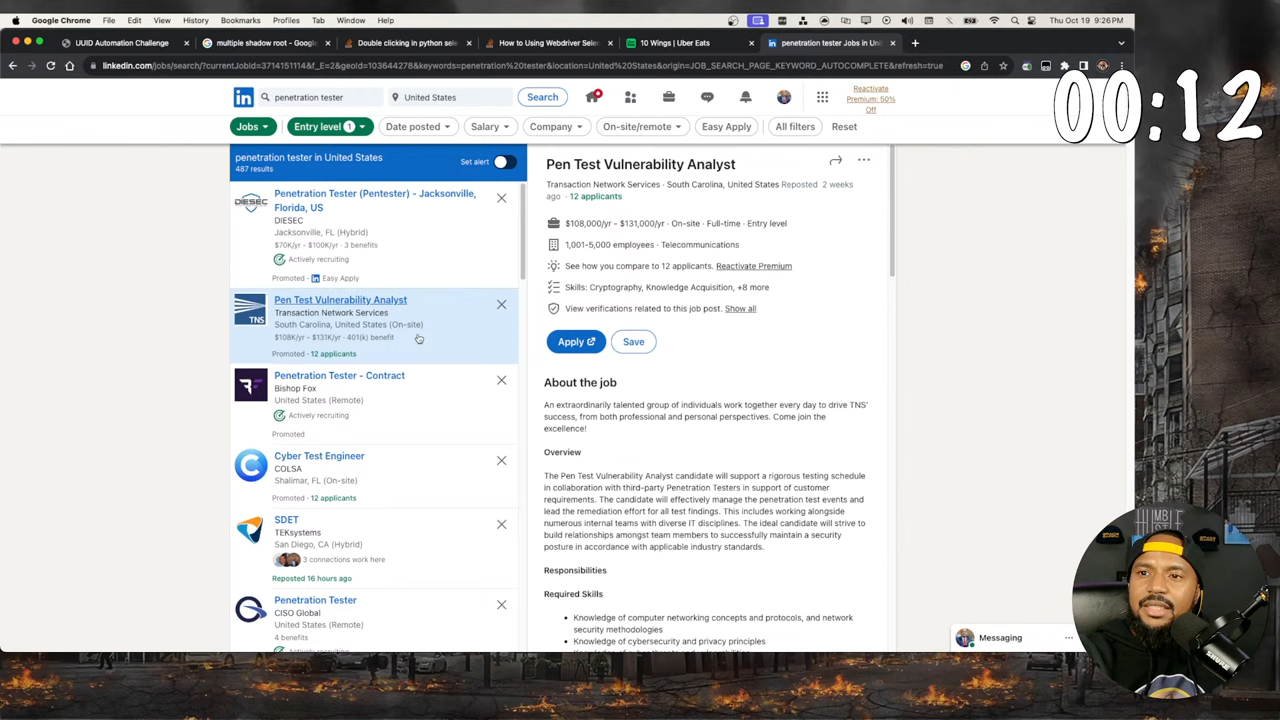 Google Chrome File Edit View History Bookmarks Profiles Tab Window Help
Thu Oct 19 9:26PM
UUID Automation Challenge
multiple shadow root - Google
Double clicking in python sele
How to Using Webdriver Selen
10 Wings | Uber Eats
penetration tester Jobs in Uni
linkedin.com/jobs/search/?currentJobId=3714151114&f_E=2&geoId=103644278&keywords=penetration%20tester&location=United%20States&origin=JOB_SEARCH_PAGE_KEYWORD_AUTOCOMPLETE&refresh=true
00:12
in
penetration tester
United States
Search
Reactivate
Premium: 50%
Off
Jobs
Entry level 1
Date posted
Salary
Company
On-site/remote
Easy Apply
All filters
Reset
penetration tester in United States
487 results
Set alert
Penetration Tester (Pentester) - Jacksonville,
Florida, US
DIESEC
DIESEC
Jacksonville, FL (Hybrid)
$70K/yr - $100K/yr · 3 benefits
Actively recruiting
Promoted · in Easy Apply
Pen Test Vulnerability Analyst
TNS
Transaction Network Services
South Carolina, United States (On-site)
$108K/yr - $131K/yr · 401(k) benefit
Promoted · 12 applicants
Penetration Tester - Contract
Bishop Fox
United States (Remote)
Actively recruiting
Promoted
Cyber Test Engineer
COLSA
Shalimar, FL (On-site)
Promoted · 12 applicants
SDET
TEKsystems
San Diego, CA (Hybrid)
3 connections work here
Reposted 16 hours ago
Penetration Tester
CISO Global
United States (Remote)
4 benefits
Pen Test Vulnerability Analyst
Transaction Network Services · South Carolina, United States Reposted 2 weeks
ago · 12 applicants
$108,000/yr - $131,000/yr · On-site · Full-time · Entry level
1,001-5,000 employees · Telecommunications
See how you compare to 12 applicants. Reactivate Premium
Skills: Cryptography, Knowledge Acquisition, +8 more
View verifications related to this job post. Show all
Apply
Save
About the job
An extraordinarily talented group of individuals work together every day to drive TNS'
success, from both professional and personal perspectives. Come join the
excellence!
Overview
The Pen Test Vulnerability Analyst candidate will support a rigorous testing schedule
in collaboration with third-party Penetration Testers in support of customer
requirements. The candidate will effectively manage the penetration test events and
lead the remediation effort for all test findings. This includes working alongside
numerous internal teams with diverse IT disciplines. The ideal candidate will strive to
build relationships amongst team members to successfully maintain a security
posture in accordance with applicable industry standards.
Responsibilities
Required Skills
• Knowledge of computer networking concepts and protocols, and network
security methodologies
• Knowledge of cybersecurity and privacy principles
Messaging
HUMBLE
SHURE